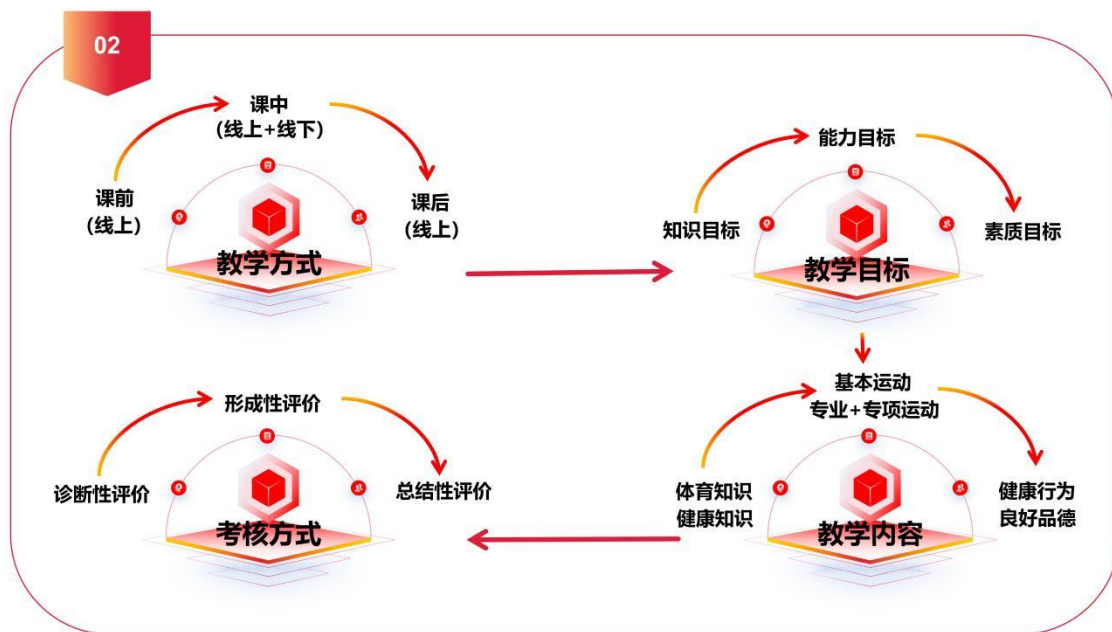 02
课中
(线上+线下)
课前
(线上)
课后
(线上)
教学方式
能力目标
知识目标
素质目标
教学目标
基本运动
专业+专项运动
体育知识
健康知识
健康行为
良好品德
教学内容
形成性评价
诊断性评价
总结性评价
考核方式